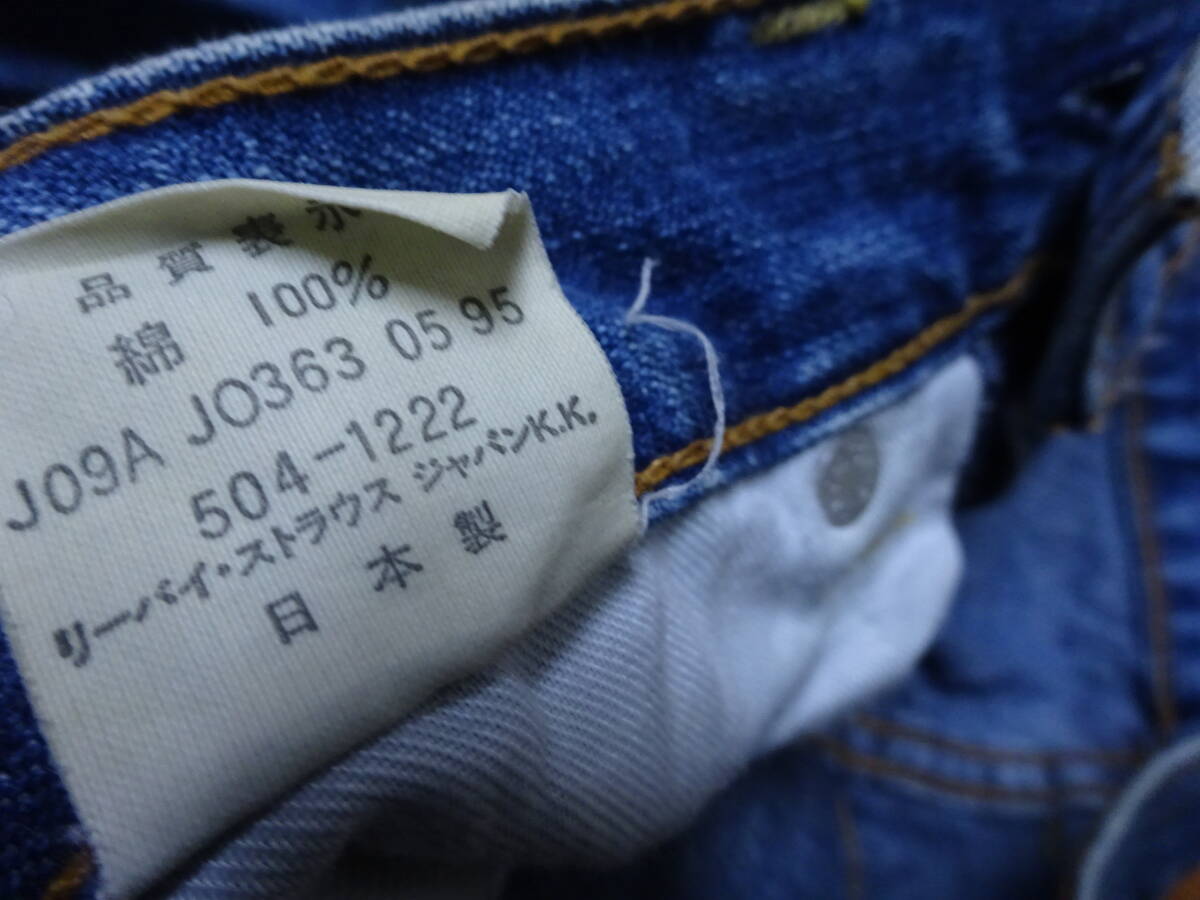 品質表示
綿 100%
J09A JO363 05 95
504-1222
リーバイ・ストラウス ジャパンK.K.
日本製